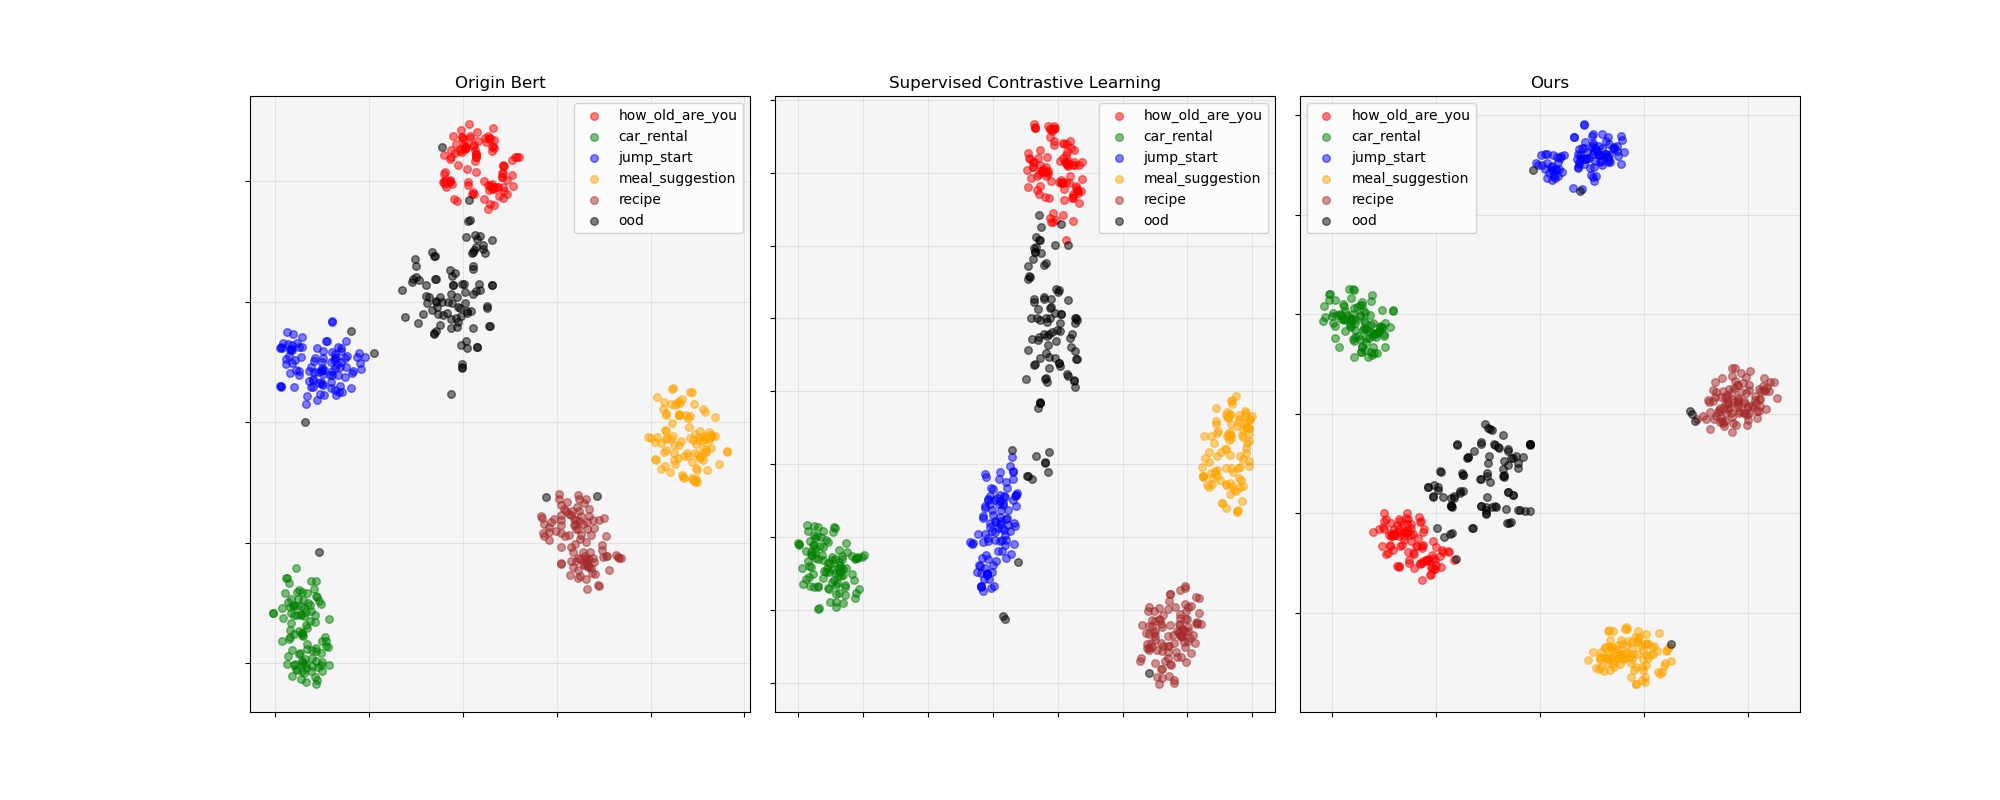 Origin Bert
how_old_are_you
car_rental
jump_start
meal_suggestion
recipe
ood
Supervised Contrastive Learning
how_old_are_you
car_rental
jump_start
meal_suggestion
recipe
ood
Ours
how_old_are_you
car_rental
jump_start
meal_suggestion
recipe
ood